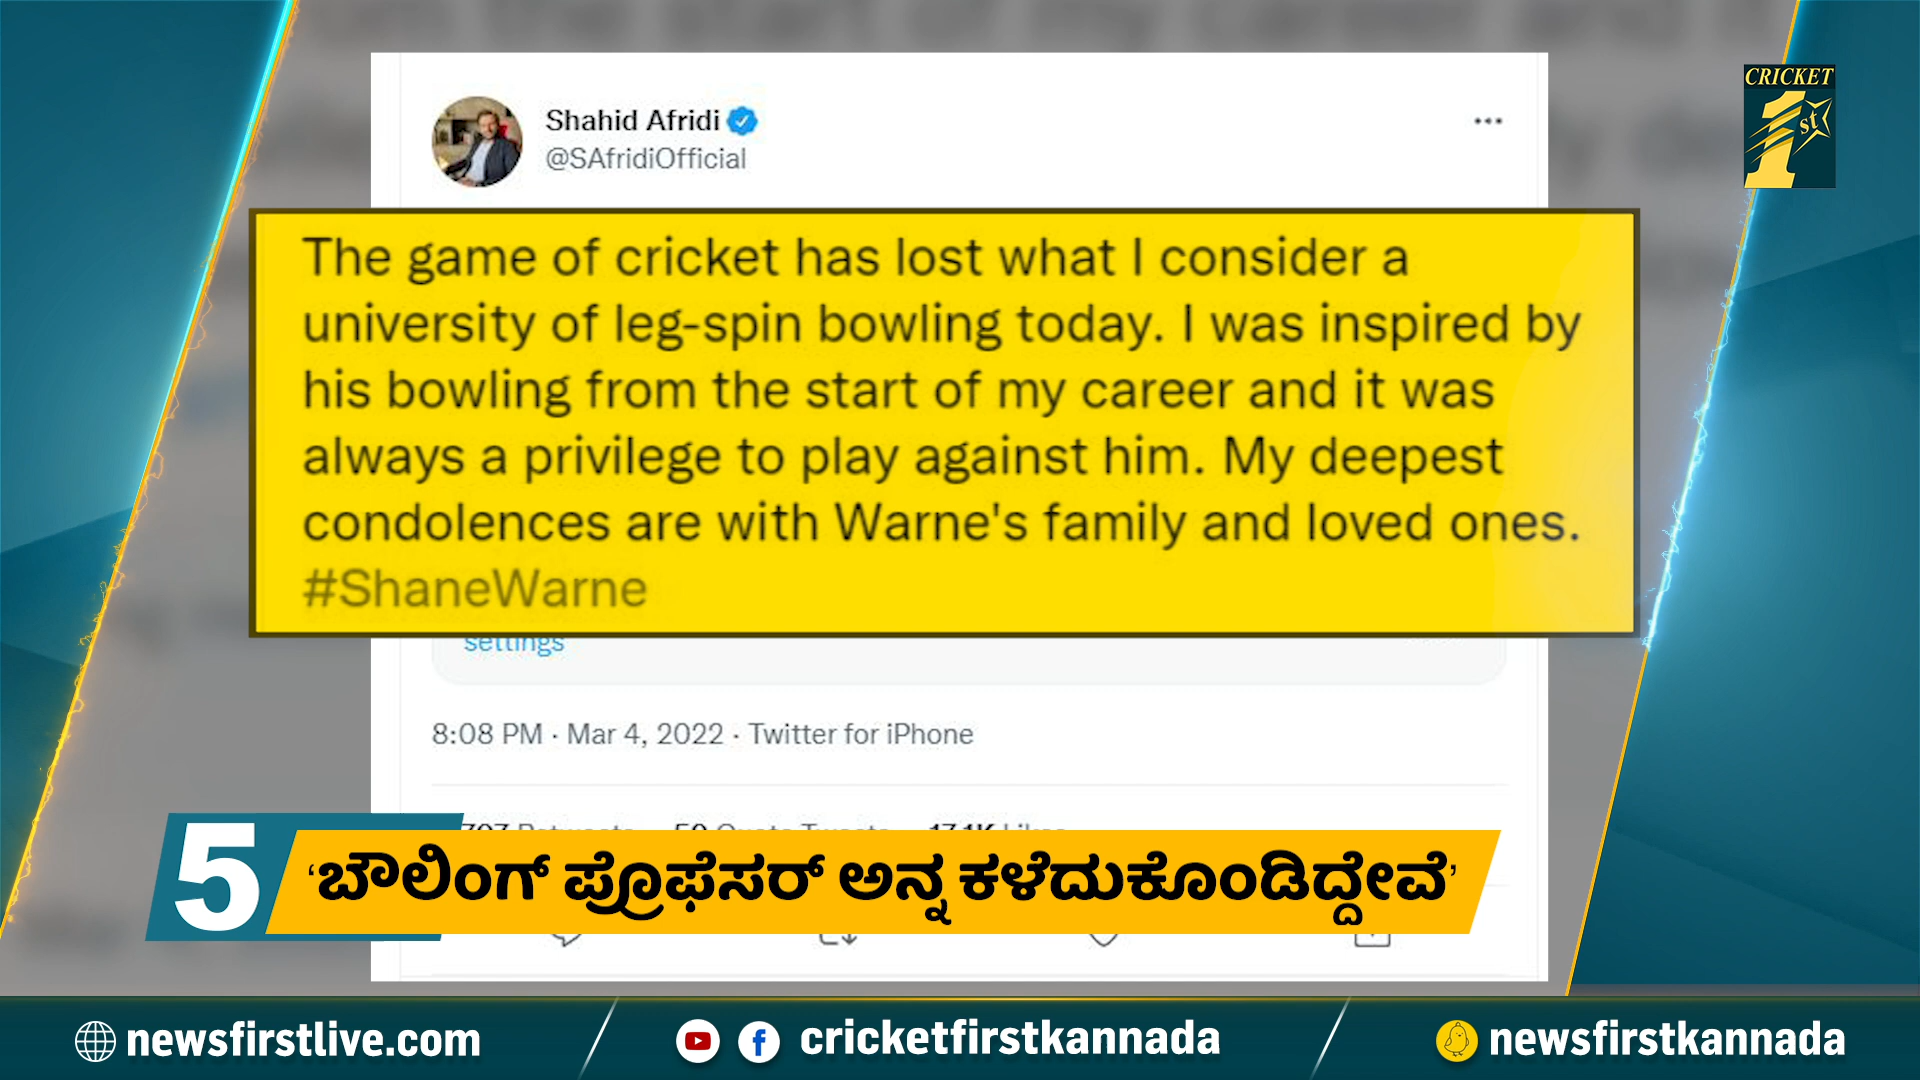 CRICKET
1st
Shahid Afridi
@SAfridiOfficial
The game of cricket has lost what I consider a
university of leg-spin bowling today. I was inspired by
his bowling from the start of my career and it was
always a privilege to play against him. My deepest
condolences are with Warne's family and loved ones.
#ShaneWarne
settings
8:08 PM · Mar 4, 2022 · Twitter for iPhone
5
‘ಬೌಲಿಂಗ್ ಪ್ರೊಫೆಸರ್ ಅನ್ನ ಕಳೆದುಕೊಂಡಿದ್ದೇವೆ’
newsfirstlive.com
cricketfirstkannada
newsfirstkannada